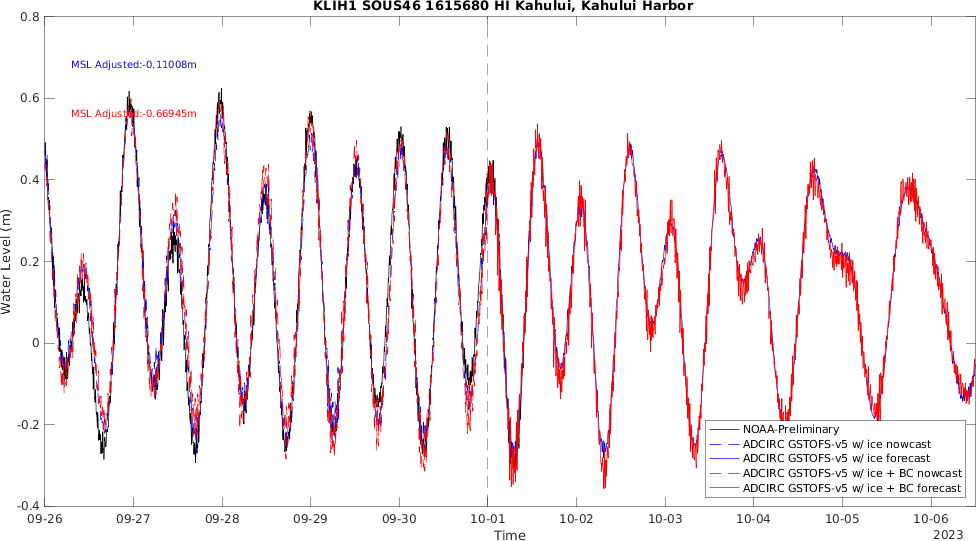 KLIH1 SOUS46 1615680 HI Kahului, Kahului Harbor
0.8
MSL Adjusted:-0.11008m
0.6
MSL Adjusted:-0.66945m
0.4
0.2
0
-0.2
-0.4
Water Level (m)
NOAA-Preliminary
ADCIRC GSTOFS-v5 w/ ice nowcast
ADCIRC GSTOFS-v5 w/ ice forecast
ADCIRC GSTOFS-v5 w/ ice + BC nowcast
ADCIRC GSTOFS-v5 w/ ice + BC forecast
09-26 09-27 09-28 09-29 09-30 10-01 10-02 10-03 10-04 10-05 10-06
Time
2023